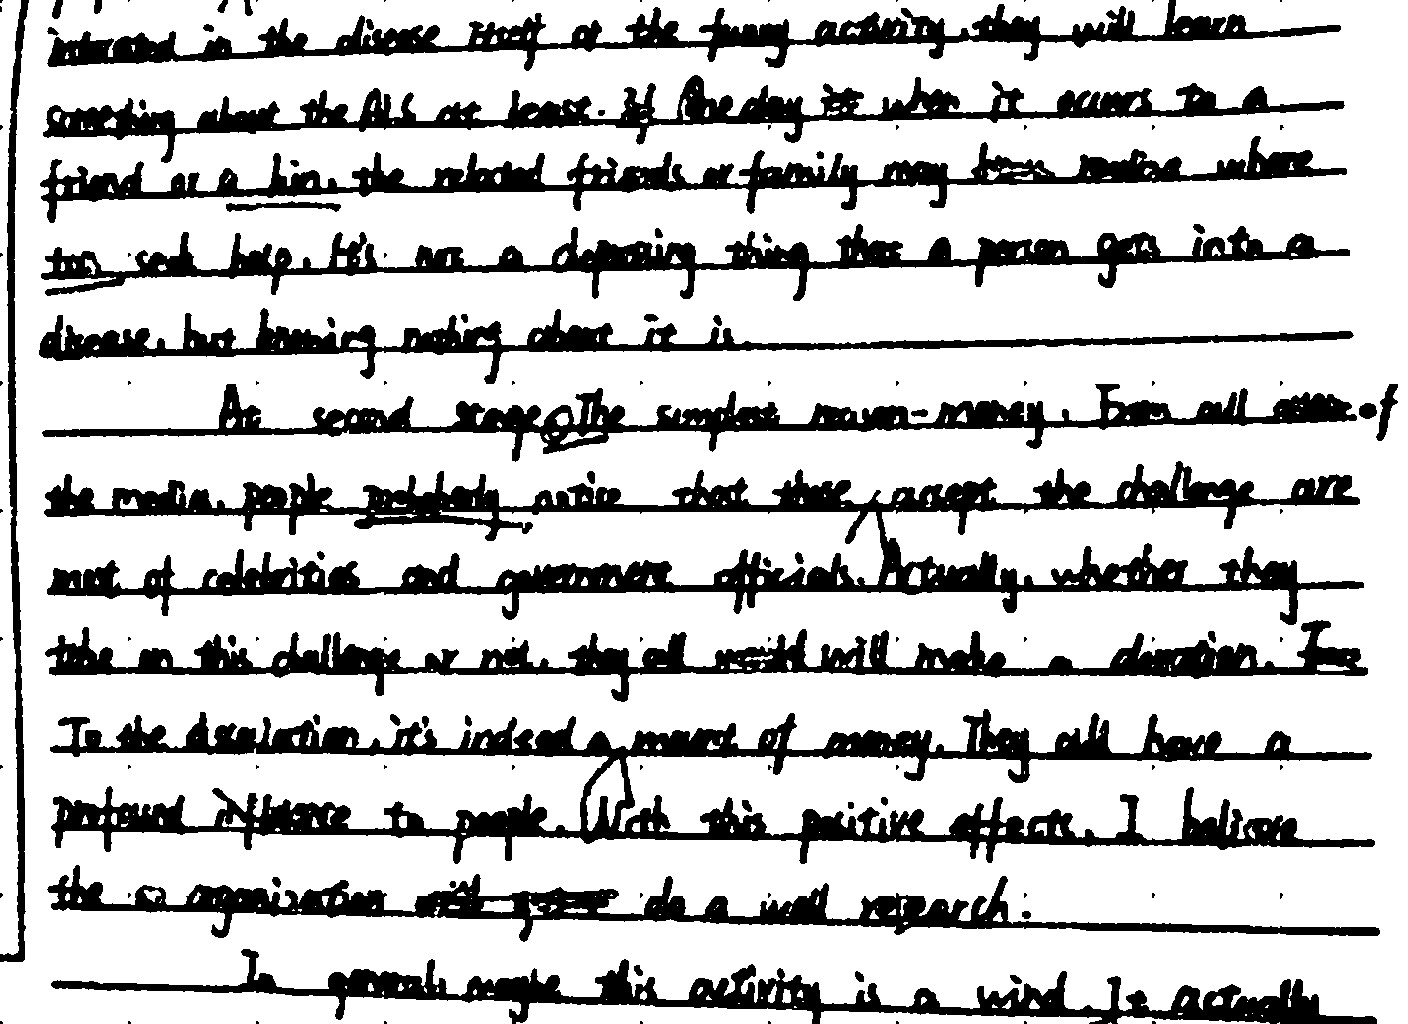 interested in the disease itself or the funny activity, they will learn
something about the ALS at least. If One day it when it occurs to a
friend or a kin, the related friends or family may realise where
to seek help. It's not a depressing thing that a person gets into a
disease, but knowing nothing about it is.
At second stage, The simplest reason-money. From all of
the media, people probably notice that those accept the challenge are
most of celebrities and government officials. Actually, whether they
take on this challenge or not, they all will make a donation.
To the association, it's indeed a mount of money. They all have a
profound influence to people. With this positive effects, I believe
the organization do a well research.
In general, maybe this activity is a wind. It actually